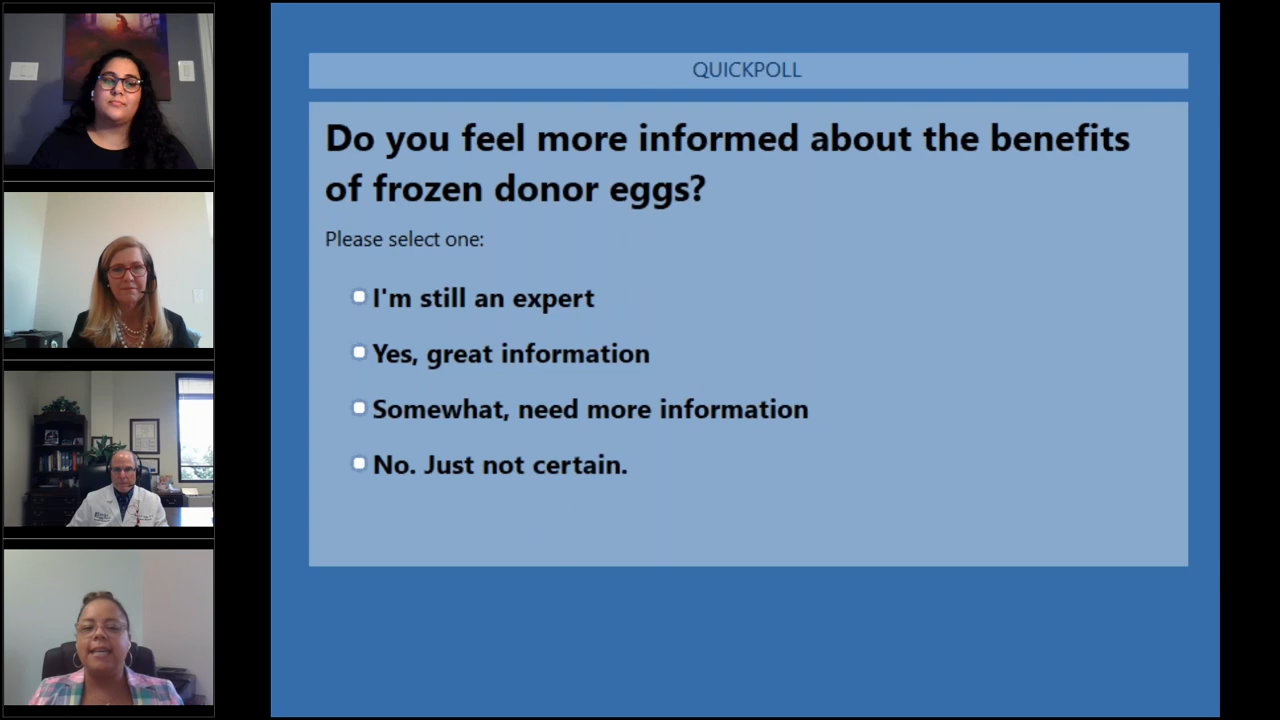 QUICKPOLL
Do you feel more informed about the benefits
of frozen donor eggs?
Please select one:
I'm still an expert
Yes, great information
Somewhat, need more information
No. Just not certain.